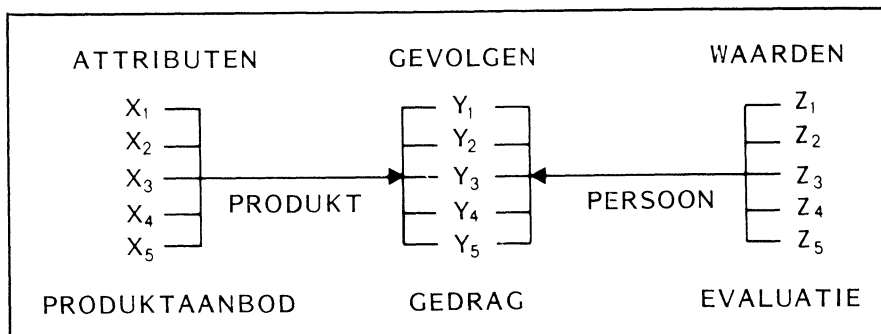 ATTRIBUTEN GEVOLGEN WAARDEN
X₁ Y₁ Z₁
X₂ Y₂ Z₂
X₃ Y₃ Z₃
PRODUKT PERSOON
X₄ Y₄ Z₄
X₅ Y₅ Z₅
PRODUKTAANBOD GEDRAG EVALUATIE